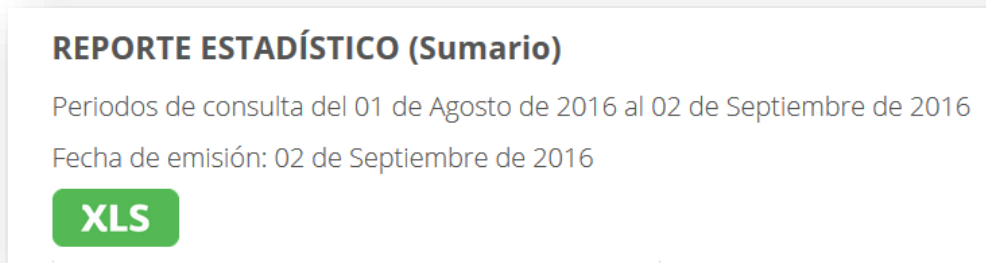 REPORTE ESTADÍSTICO (Sumario)
Periodos de consulta del 01 de Agosto de 2016 al 02 de Septiembre de 2016
Fecha de emisión: 02 de Septiembre de 2016
XLS